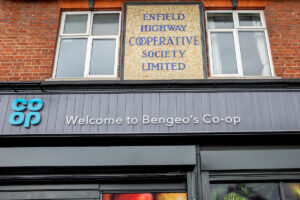 ENFIELD
HIGHWAY
COOPERATIVE
SOCIETY
LIMITED
co
op
Welcome to Bengeo's Co-op